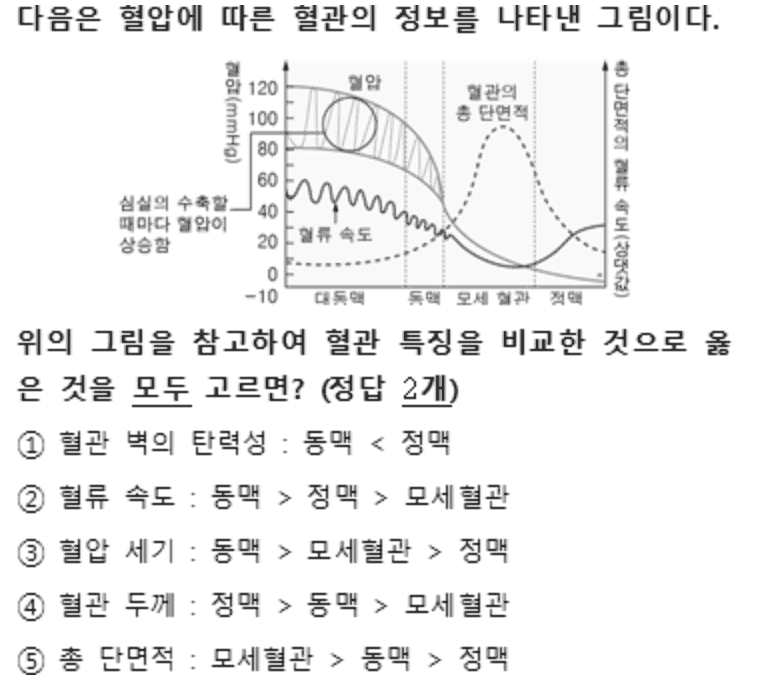 다음은 혈압에 따른 혈관의 정보를 나타낸 그림이다.
혈압(mmHg)
120
100
80
60
40
20
0
-10
혈압
혈관의
총 단면적
혈류 속도
심실의 수축할
때마다 혈압이
상승함
총 단면적의 혈류 속도(상댓값)
대동맥 동맥 모세 혈관 정맥
위의 그림을 참고하여 혈관 특징을 비교한 것으로 옳
은 것을 모두 고르면? (정답 2개)
① 혈관 벽의 탄력성 : 동맥 < 정맥
② 혈류 속도 : 동맥 > 정맥 > 모세혈관
③ 혈압 세기 : 동맥 > 모세혈관 > 정맥
④ 혈관 두께 : 정맥 > 동맥 > 모세혈관
⑤ 총 단면적 : 모세혈관 > 동맥 > 정맥